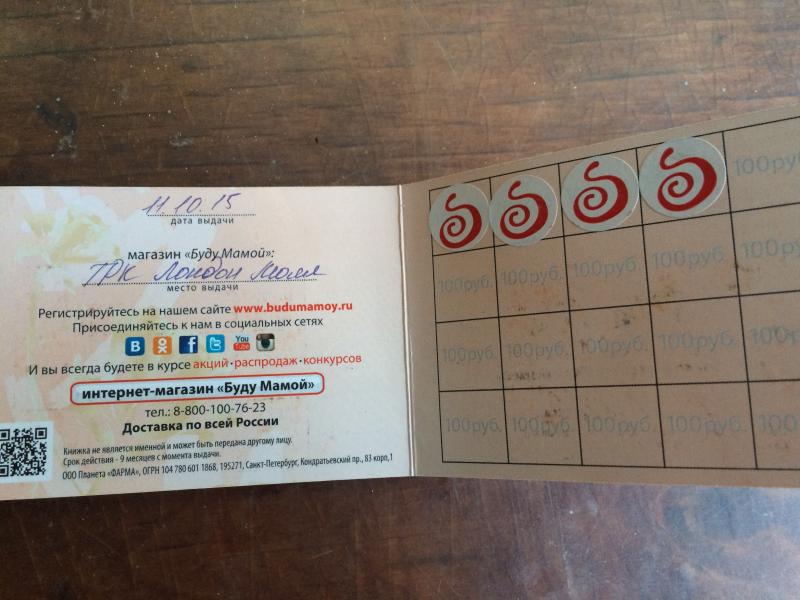 11.10.15
дата выдачи
магазин «Буду Мамой»:
ТРК Лондон Молл
место выдачи
Регистрируйтесь на нашем сайте www.budumamoy.ru
Присоединяйтесь к нам в социальных сетях
В f You Tube
И вы всегда будете в курсе акций·распродаж·конкурсов
интернет-магазин «Буду Мамой»
тел.: 8-800-100-76-23
Доставка по всей России
Книжка не является именной и может быть передана другому лицу.
Срок действия - 9 месяцев с момента выдачи.
ООО Планета «ФАРМА», ОГРН 104 780 601 1868, 195271, Санкт-Петербург, Кондратьевский пр., 83 корп,1
100руб
100руб. 100руб. 100руб. 100руб. 100руб
100руб. 100руб. 100руб. 100руб. 100руб
100руб. 100руб. 100руб. 100руб. 100